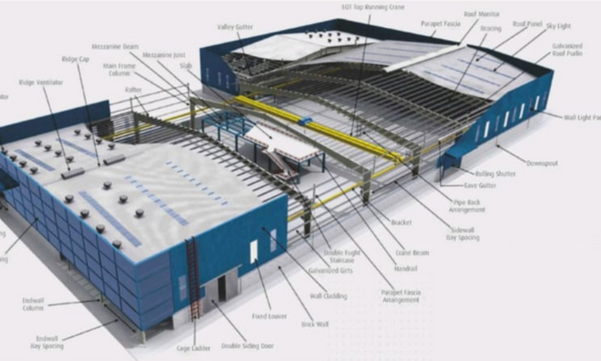 50T Top Running Crane
Valley Gutter
Parapet Fascia
Roof Monitor
Bracing
Roof Panel
Sky Light
Galvanized
Roof Purlin
Mezzanine Beam
Mezzanine Joist
Main Frame
Column
Slab
Ridge Cap
Ridge Ventilator
Rafter
Wall Light Pa
Downspout
Rolling Shutter
Eave Gutter
Pipe Rack
Arrangement
Sidewall
Bay Spacing
Bracket
Crane Beam
Handrail
Double Flight
Staircase
Galvanized Girts
Parapet Fascia
Arrangement
Wall Cladding
Brick Wall
Fixed Louver
Double Sliding Door
Cage Ladder
Endwall
Column
Endwall
Bay Spacing